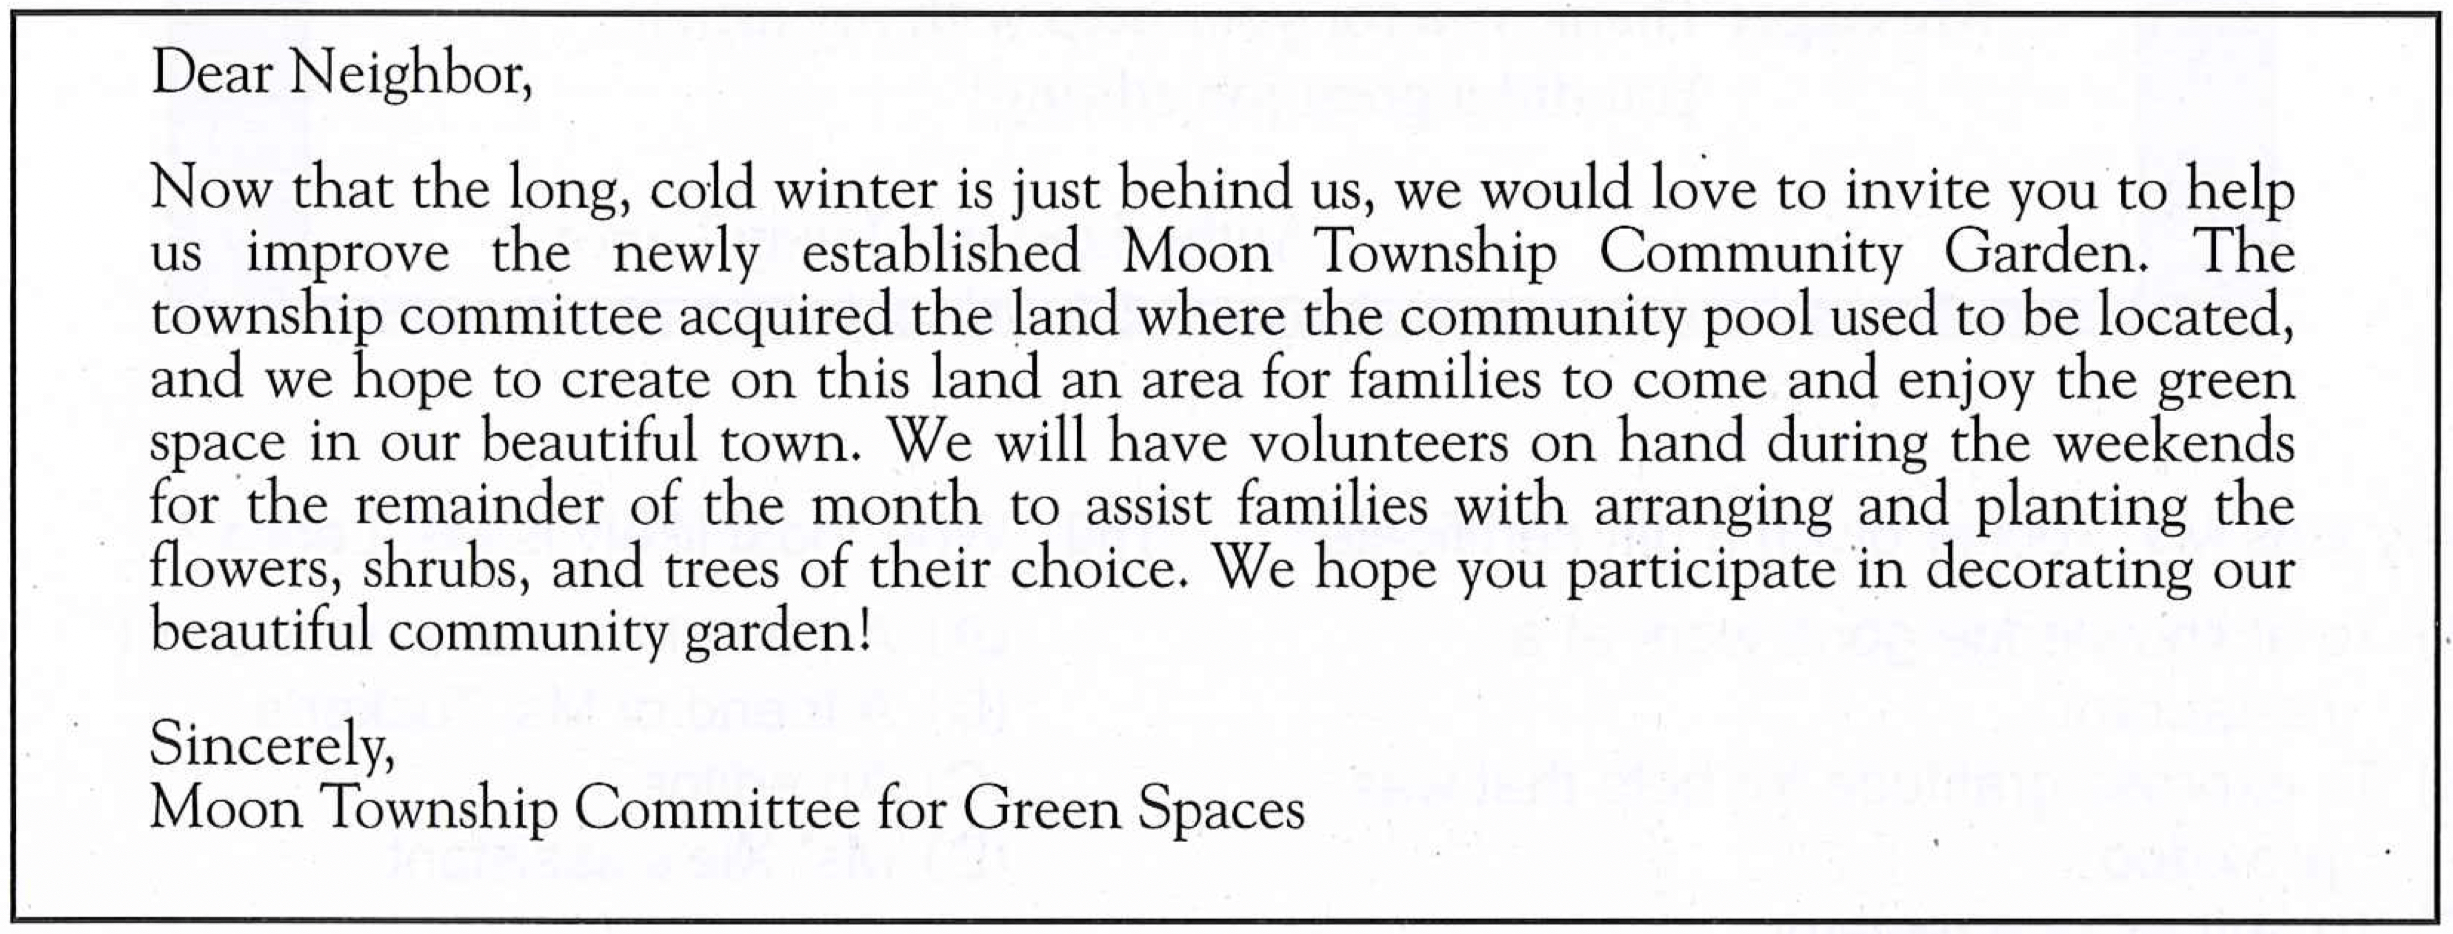 Dear Neighbor,
Now that the long, cold winter is just behind us, we would love to invite you to help
us improve the newly established Moon Township Community Garden. The
township committee acquired the land where the community pool used to be located,
and we hope to create on this land an area for families to come and enjoy the green
space in our beautiful town. We will have volunteers on hand during the weekends
for the remainder of the month to assist families with arranging and planting the
flowers, shrubs, and trees of their choice. We hope you participate in decorating our
beautiful community garden!
Sincerely,
Moon Township Committee for Green Spaces